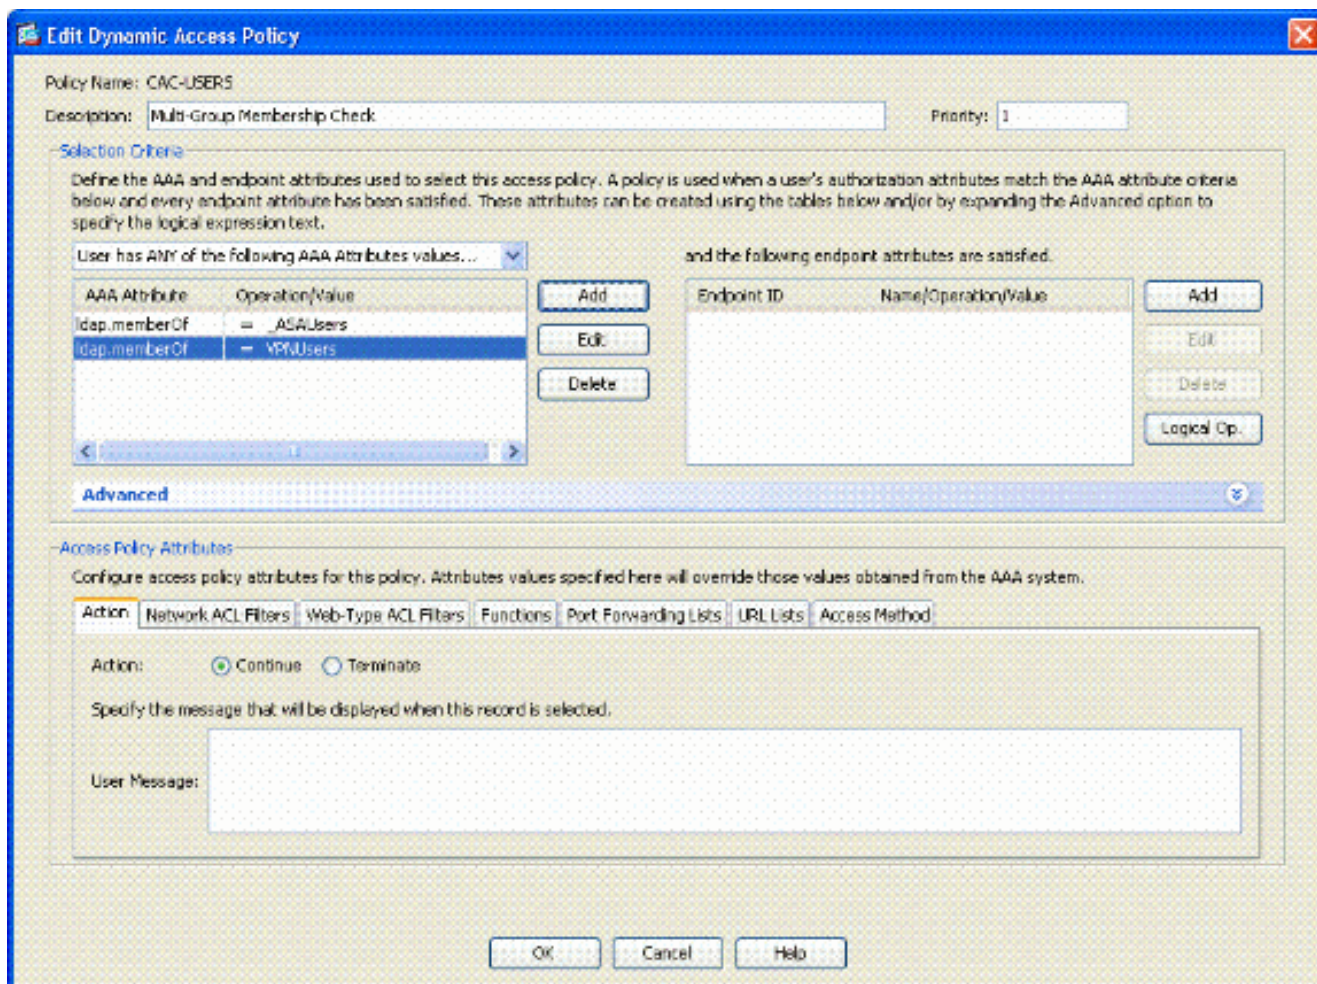 Edit Dynamic Access Policy
Policy Name: CAC-USERS
Description: Multi-Group Membership Check Priority: 1
Selection Criteria
Define the AAA and endpoint attributes used to select this access policy. A policy is used when a user's authorization attributes match the AAA attribute criteria
below and every endpoint attribute has been satisfied. These attributes can be created using the tables below and/or by expanding the Advanced option to
specify the logical expression text.
User has ANY of the following AAA Attributes values... and the following endpoint attributes are satisfied.
AAA Attribute Operation/Value Add Endpoint ID Name/Operation/Value Add
ldap.memberOf = _ASAUsers
ldap.memberOf = VPNUsers Edit Edit
Delete Delete
Logical Op.
Advanced
Access Policy Attributes
Configure access policy attributes for this policy. Attributes values specified here will override those values obtained from the AAA system.
Action Network ACL Filters Web-Type ACL Filters Functions Port Forwarding Lists URL Lists Access Method
Action: Continue Terminate
Specify the message that will be displayed when this record is selected.
User Message:
OK Cancel Help